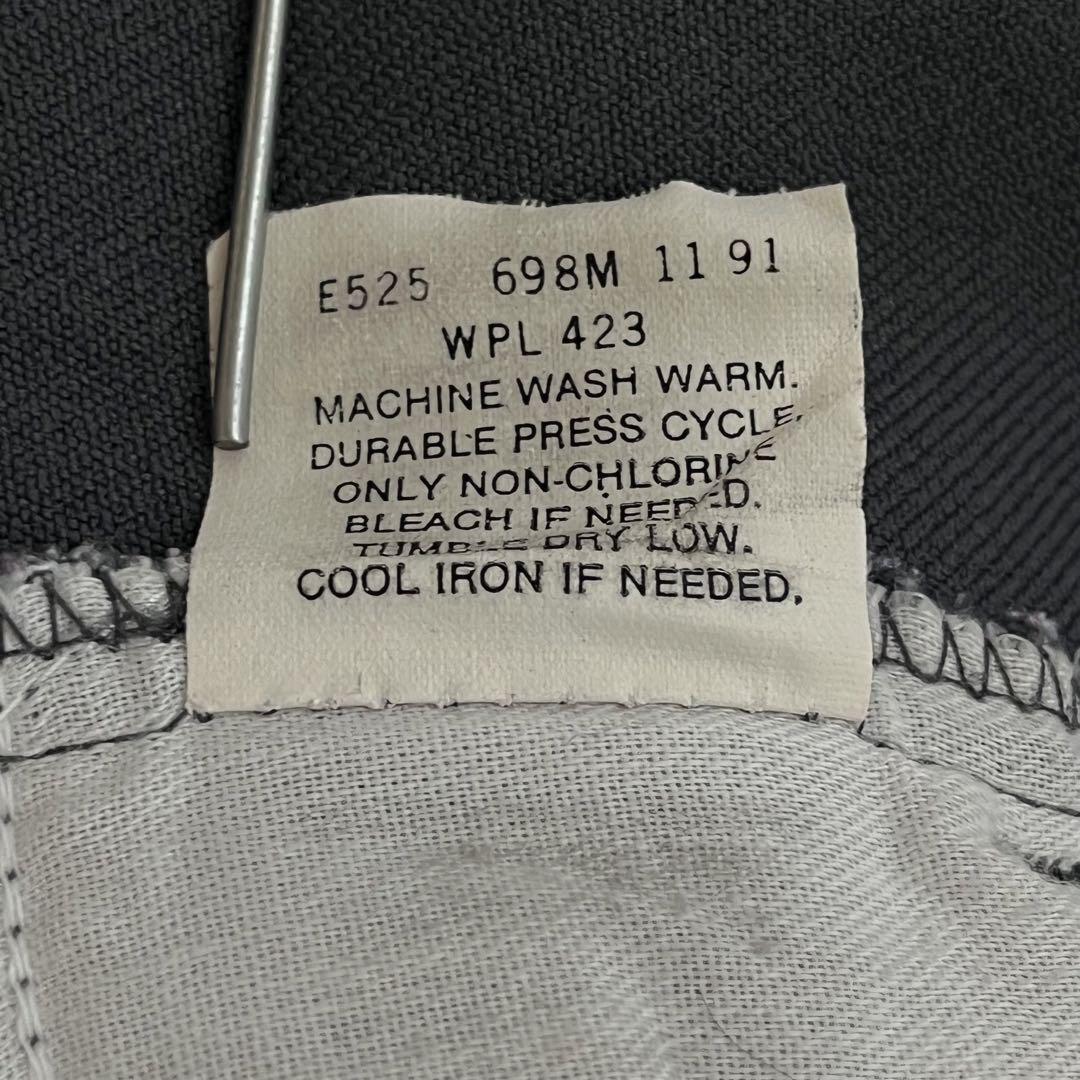 E525 698M 11 91
WPL 423
MACHINE WASH WARM.
DURABLE PRESS CYCLE.
ONLY NON-CHLORINE
BLEACH IF NEEDED.
TUMBLE DRY LOW.
COOL IRON IF NEEDED.